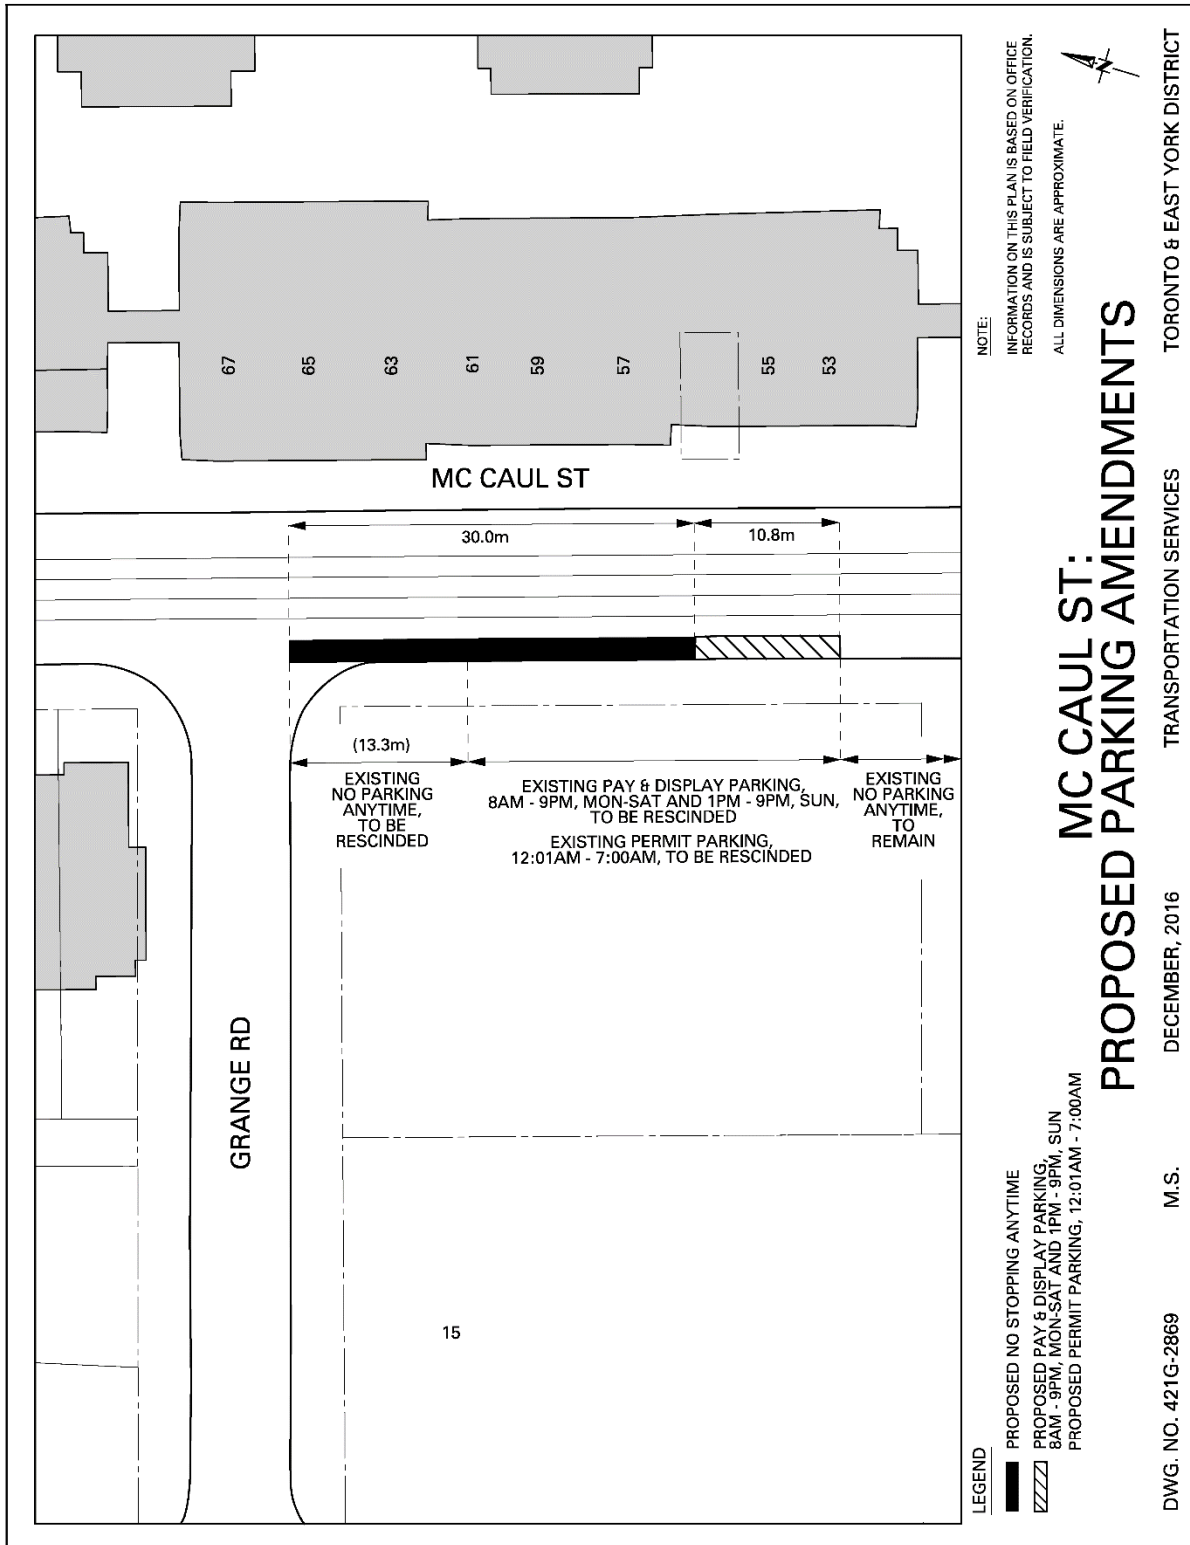 67
65
63
61
59
57
55
53
MC CAUL ST
30.0m
10.8m
(13.3m)
EXISTING
NO PARKING
ANYTIME,
TO BE
RESCINDED
EXISTING PAY & DISPLAY PARKING,
8AM - 9PM, MON-SAT AND 1PM - 9PM, SUN,
TO BE RESCINDED
EXISTING PERMIT PARKING,
12:01AM - 7:00AM, TO BE RESCINDED
EXISTING
NO PARKING
ANYTIME,
TO
REMAIN
GRANGE RD
15
LEGEND
PROPOSED NO STOPPING ANYTIME
PROPOSED PAY & DISPLAY PARKING,
8AM - 9PM, MON-SAT AND 1PM - 9PM, SUN
PROPOSED PERMIT PARKING, 12:01AM - 7:00AM
NOTE:
INFORMATION ON THIS PLAN IS BASED ON OFFICE
RECORDS AND IS SUBJECT TO FIELD VERIFICATION.
ALL DIMENSIONS ARE APPROXIMATE.
N
MC CAUL ST:
PROPOSED PARKING AMENDMENTS
DWG. NO. 421G-2869 M.S. DECEMBER, 2016 TRANSPORTATION SERVICES TORONTO & EAST YORK DISTRICT